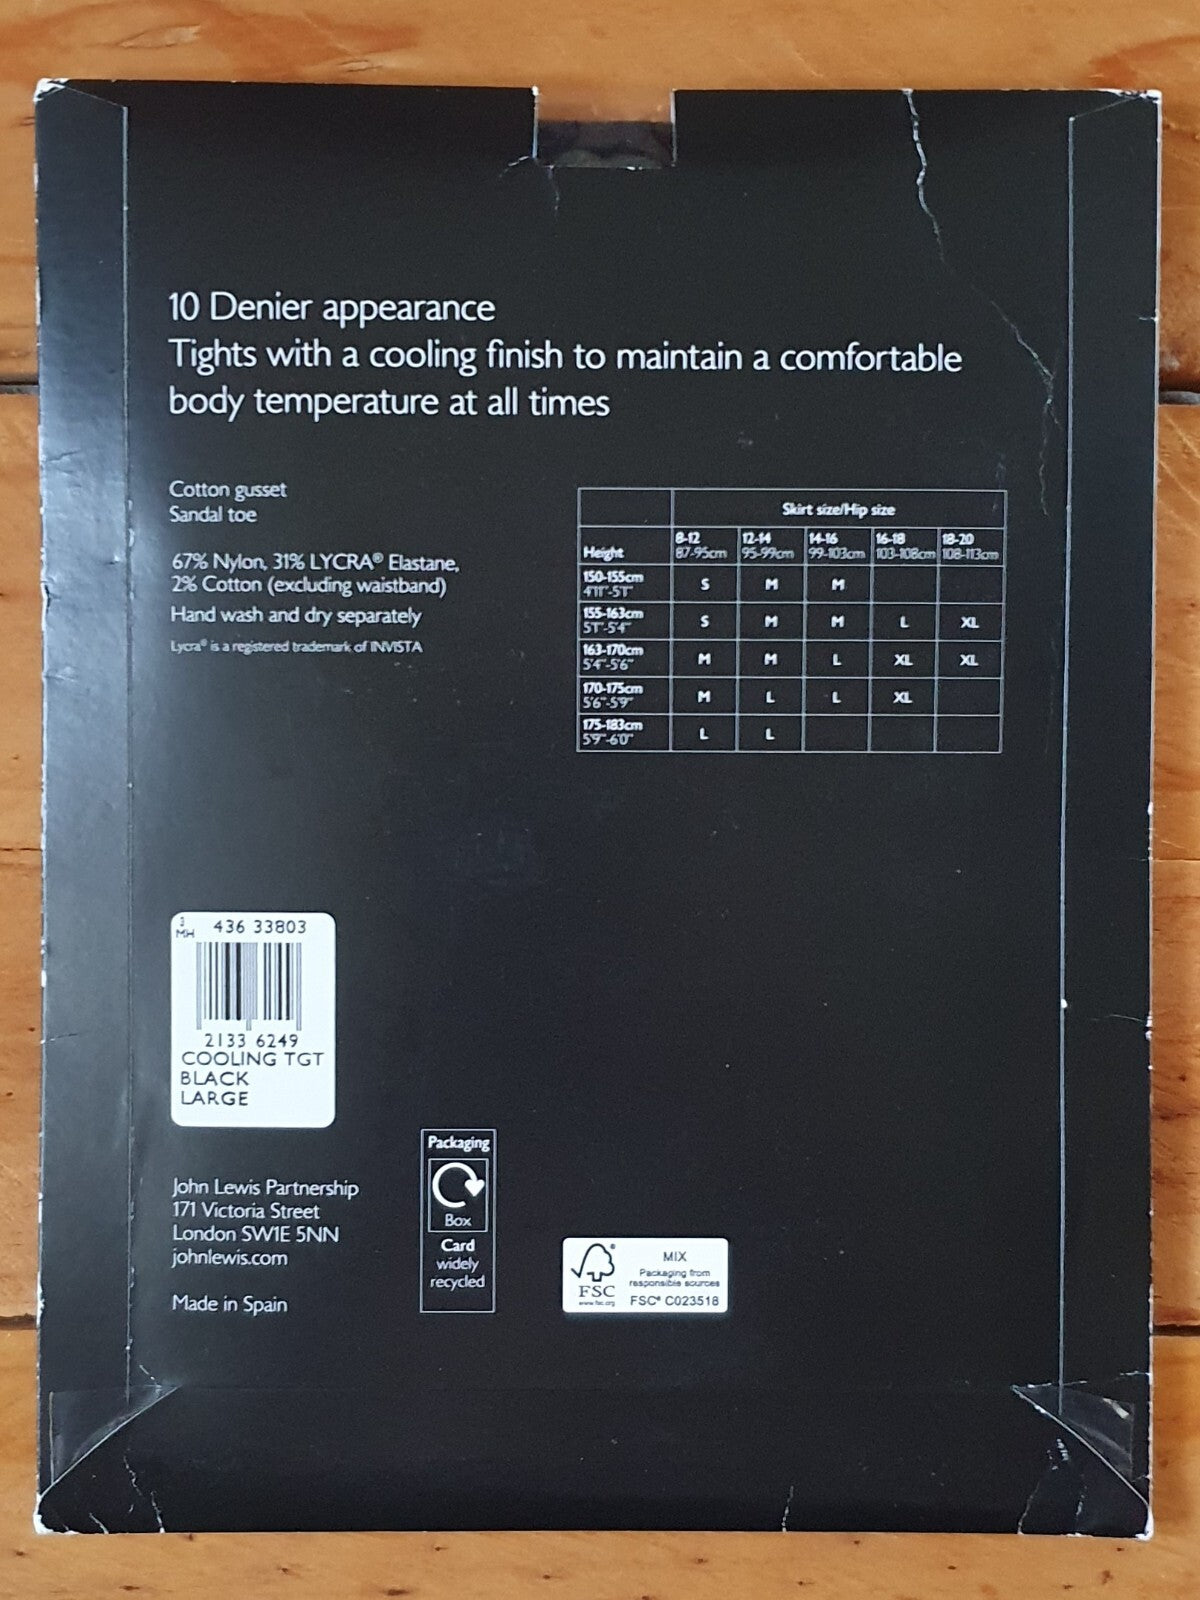 10 Denier appearance
Tights with a cooling finish to maintain a comfortable
body temperature at all times
Cotton gusset
Sandal toe
67% Nylon, 31% LYCRA® Elastane,
2% Cotton (excluding waistband)
Hand wash and dry separately
Lycra® is a registered trademark of INVISTA
Skirt size/Hip size
Height 8-12 12-14 14-16 16-18 18-20
87-95cm 95-99cm 99-103cm 103-108cm 108-113cm
150-155cm S M M
4'11"-5'1"
155-163cm S M M L XL
5'1"-5'4"
163-170cm M M L XL XL
5'4"-5'6"
170-175cm M L L XL
5'6"-5'9"
175-183cm L L
5'9"-6'0"
3 MH 436 33803
2133 6249
COOLING TGT
BLACK
LARGE
John Lewis Partnership
171 Victoria Street
London SW1E 5NN
johnlewis.com
Made in Spain
Packaging
Box
Card
widely
recycled
FSC
www.fsc.org
MIX
Packaging from
responsible sources
FSC® C023518